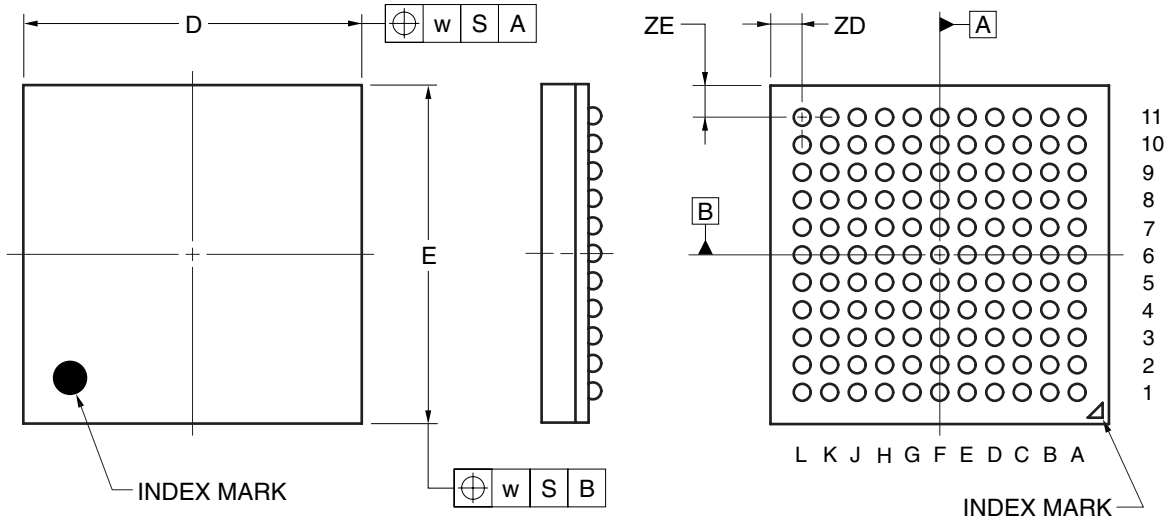 D
⌖ w S A
E
⌖ w S B
INDEX MARK
ZE
ZD
A
B
11
10
9
8
7
6
5
4
3
2
1
L K J H G F E D C B A
INDEX MARK